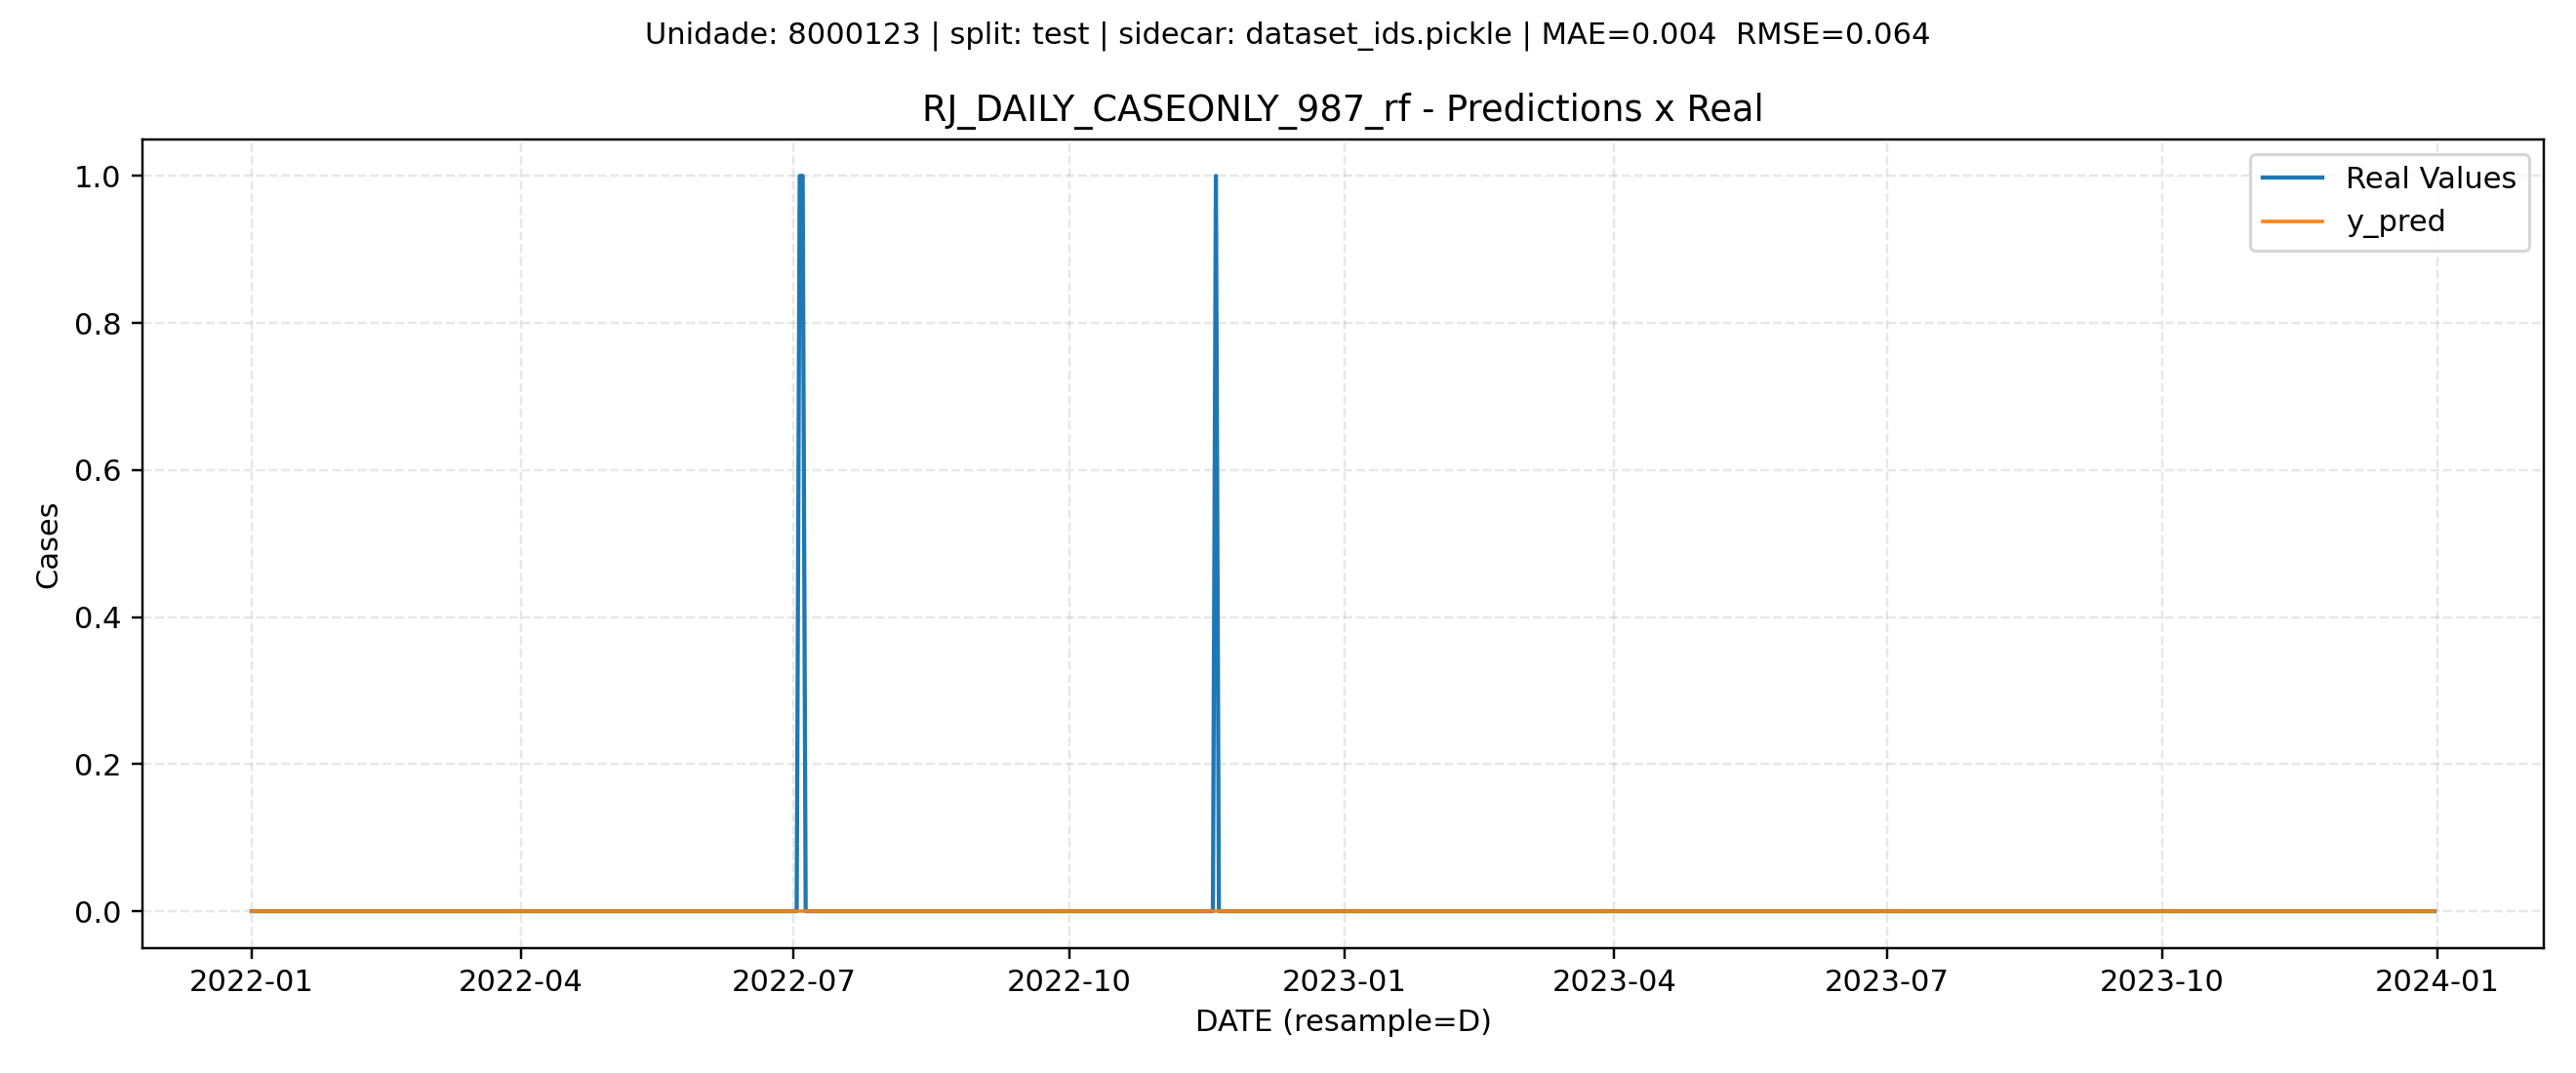 Unidade: 8000123 | split: test | sidecar: dataset_ids.pickle | MAE=0.004  RMSE=0.064
RJ_DAILY_CASEONLY_987_rf - Predictions x Real
Real Values
y_pred
1.0
0.8
0.6
0.4
0.2
0.0
Cases
2022-01 2022-04 2022-07 2022-10 2023-01 2023-04 2023-07 2023-10 2024-01
DATE (resample=D)